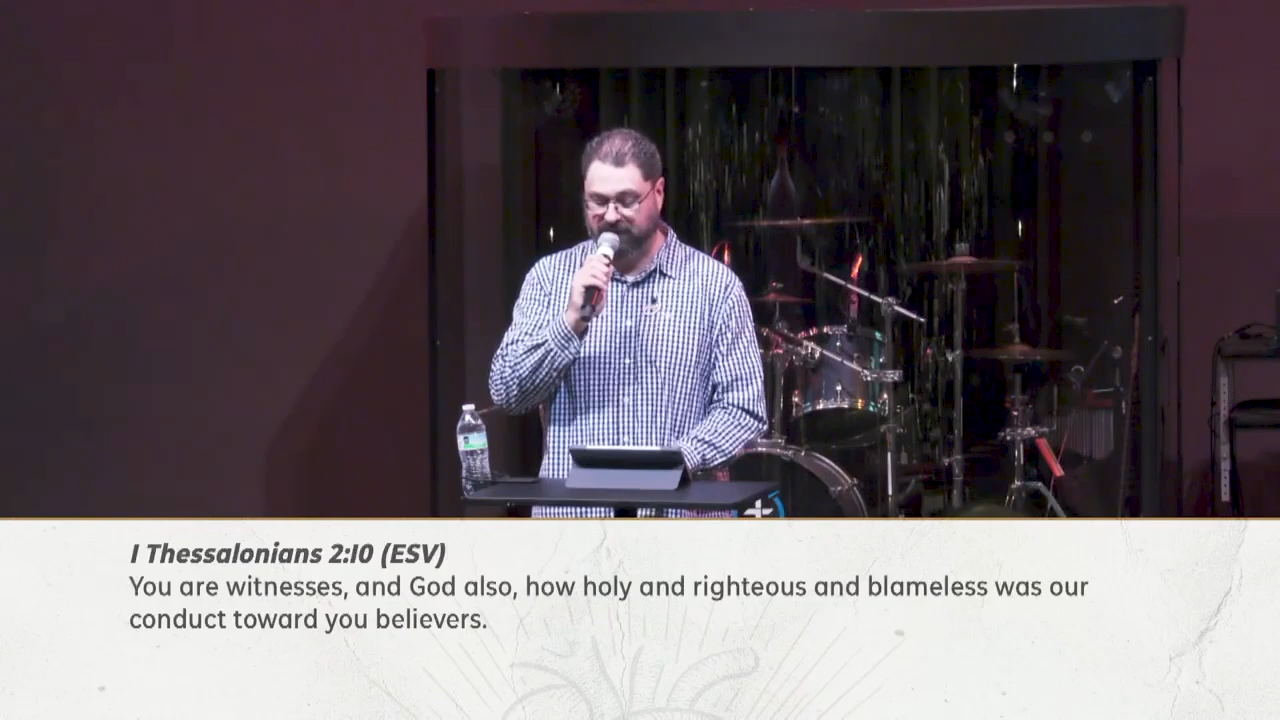 1 Thessalonians 2:10 (ESV)
You are witnesses, and God also, how holy and righteous and blameless was our
conduct toward you believers.